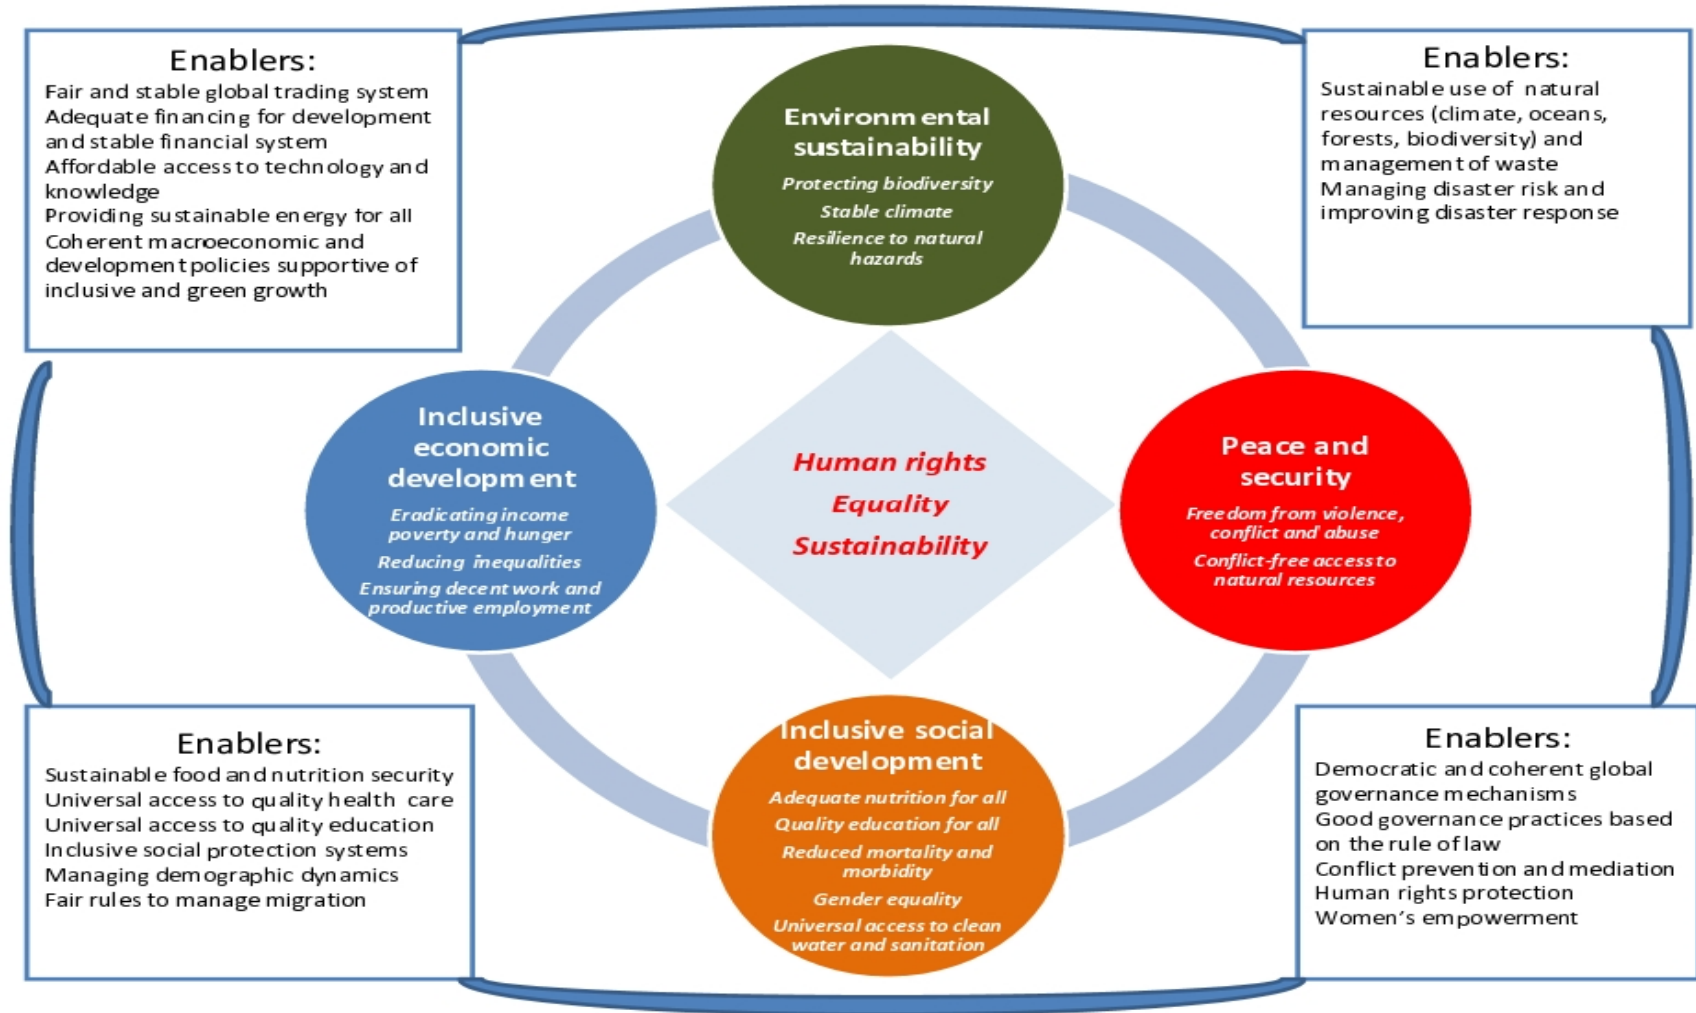 Enablers:
Fair and stable global trading system
Adequate financing for development
and stable financial system
Affordable access to technology and
knowledge
Providing sustainable energy for all
Coherent macroeconomic and
development policies supportive of
inclusive and green growth
Environmental
sustainability
Protecting biodiversity
Stable climate
Resilience to natural
hazards
Enablers:
Sustainable use of natural
resources (climate, oceans,
forests, biodiversity) and
management of waste
Managing disaster risk and
improving disaster response
Inclusive
economic
development
Eradicating income
poverty and hunger
Reducing inequalities
Ensuring decent work and
productive employment
Human rights
Equality
Sustainability
Peace and
security
Freedom from violence,
conflict and abuse
Conflict-free access to
natural resources
Enablers:
Sustainable food and nutrition security
Universal access to quality health care
Universal access to quality education
Inclusive social protection systems
Managing demographic dynamics
Fair rules to manage migration
Inclusive social
development
Adequate nutrition for all
Quality education for all
Reduced mortality and
morbidity
Gender equality
Universal access to clean
water and sanitation
Enablers:
Democratic and coherent global
governance mechanisms
Good governance practices based
on the rule of law
Conflict prevention and mediation
Human rights protection
Women’s empowerment